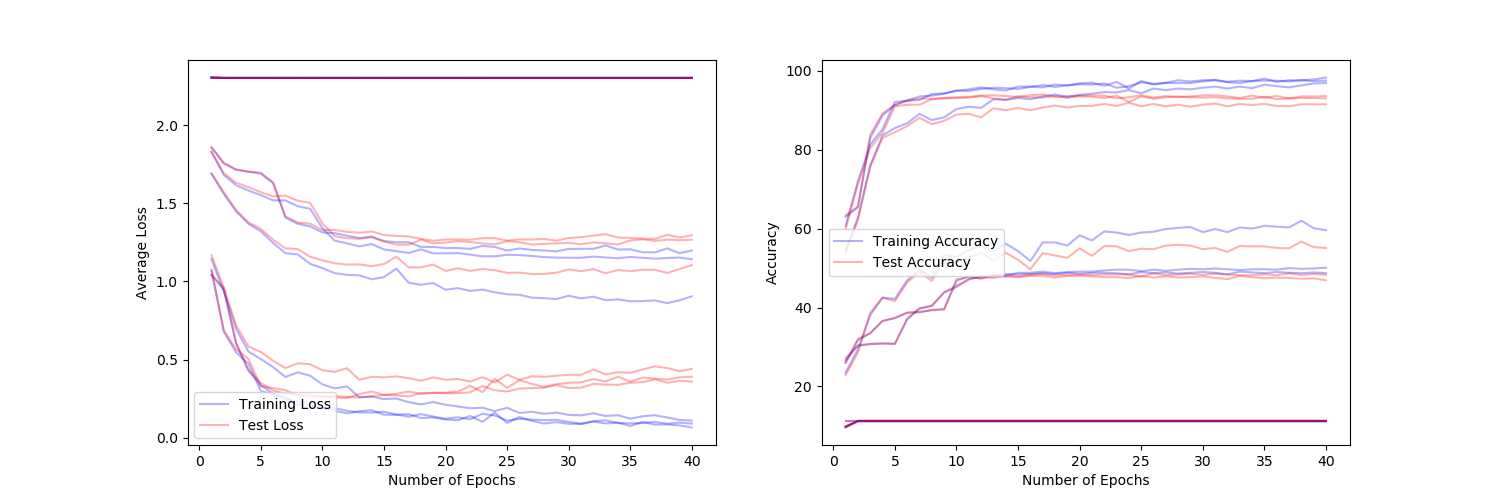 2.0
1.5
1.0
0.5
0.0
Average Loss
Training Loss
Test Loss
0 5 10 15 20 25 30 35 40
Number of Epochs
100
80
60
40
20
Accuracy
Training Accuracy
Test Accuracy
0 5 10 15 20 25 30 35 40
Number of Epochs